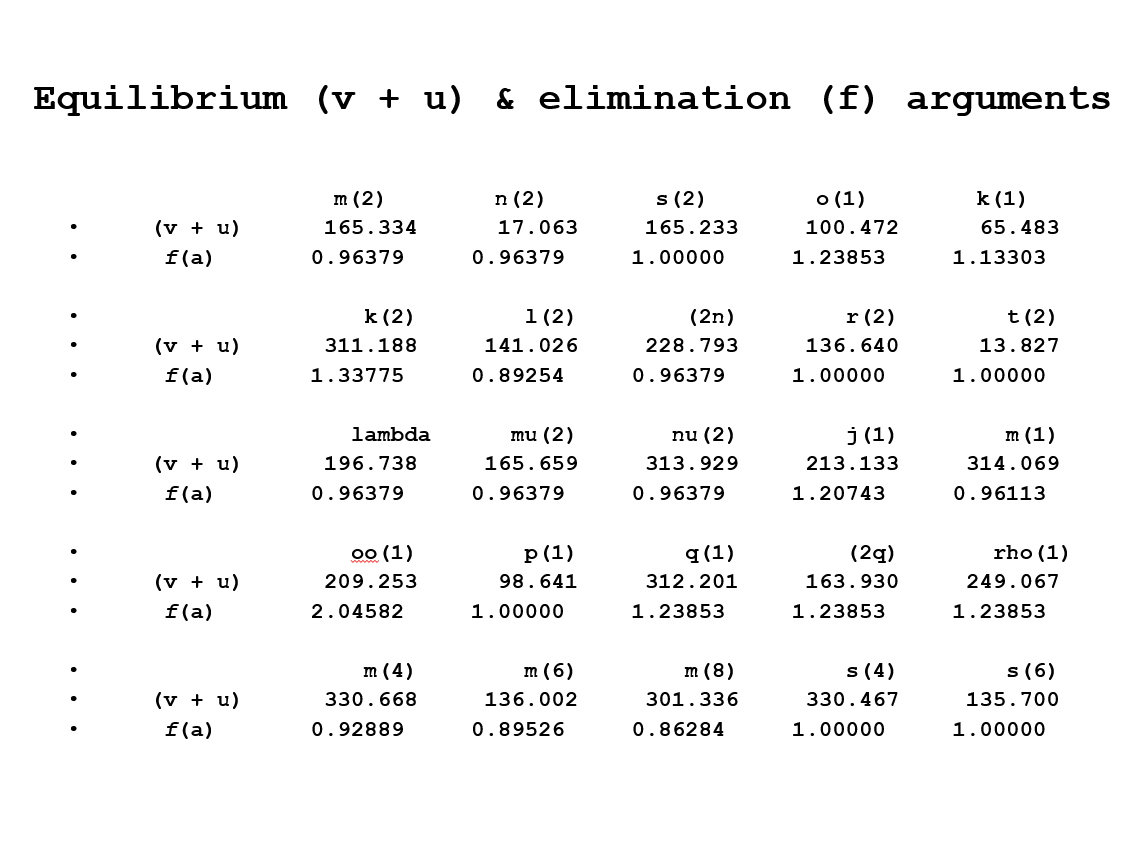 Equilibrium (v + u) & elimination (f) arguments
m(2) n(2) s(2) o(1) k(1)
• (v + u) 165.334 17.063 165.233 100.472 65.483
• f(a) 0.96379 0.96379 1.00000 1.23853 1.13303
• k(2) l(2) (2n) r(2) t(2)
• (v + u) 311.188 141.026 228.793 136.640 13.827
• f(a) 1.33775 0.89254 0.96379 1.00000 1.00000
• lambda mu(2) nu(2) j(1) m(1)
• (v + u) 196.738 165.659 313.929 213.133 314.069
• f(a) 0.96379 0.96379 0.96379 1.20743 0.96113
• oo(1) p(1) q(1) (2q) rho(1)
• (v + u) 209.253 98.641 312.201 163.930 249.067
• f(a) 2.04582 1.00000 1.23853 1.23853 1.23853
• m(4) m(6) m(8) s(4) s(6)
• (v + u) 330.668 136.002 301.336 330.467 135.700
• f(a) 0.92889 0.89526 0.86284 1.00000 1.00000